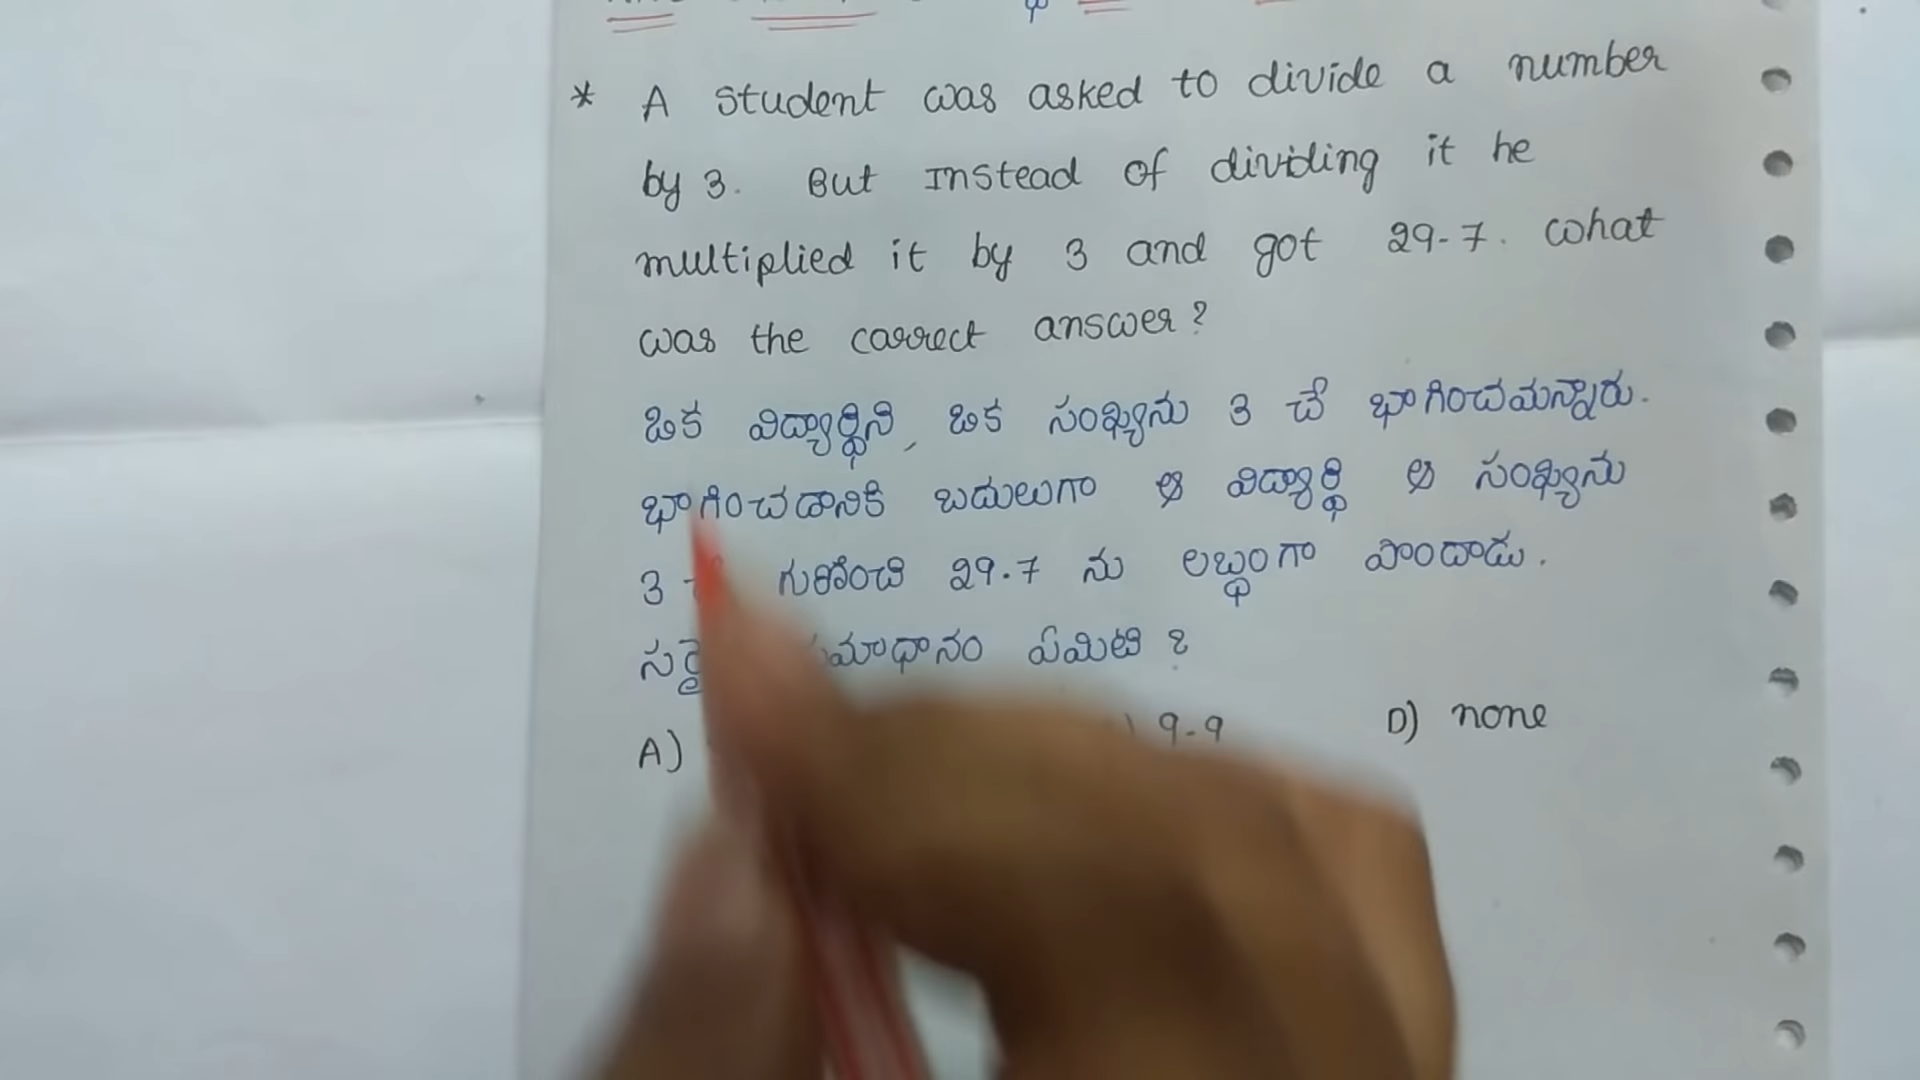 * A student was asked to divide a number
by 3. But Instead of dividing it he
multiplied it by 3 and got 29.7. what
was the correct answer?
ఒక విద్యార్థిని, ఒక సంఖ్యను 3 చే భాగించమన్నారు.
భాగించడానికి బదులుగా ఆ విద్యార్థి ఆ సంఖ్యను
3 గుణించి 29.7 ను లబ్ధంగా పొందాడు.
సమాధానం ఏమిటి?
A) 9.9 D) none